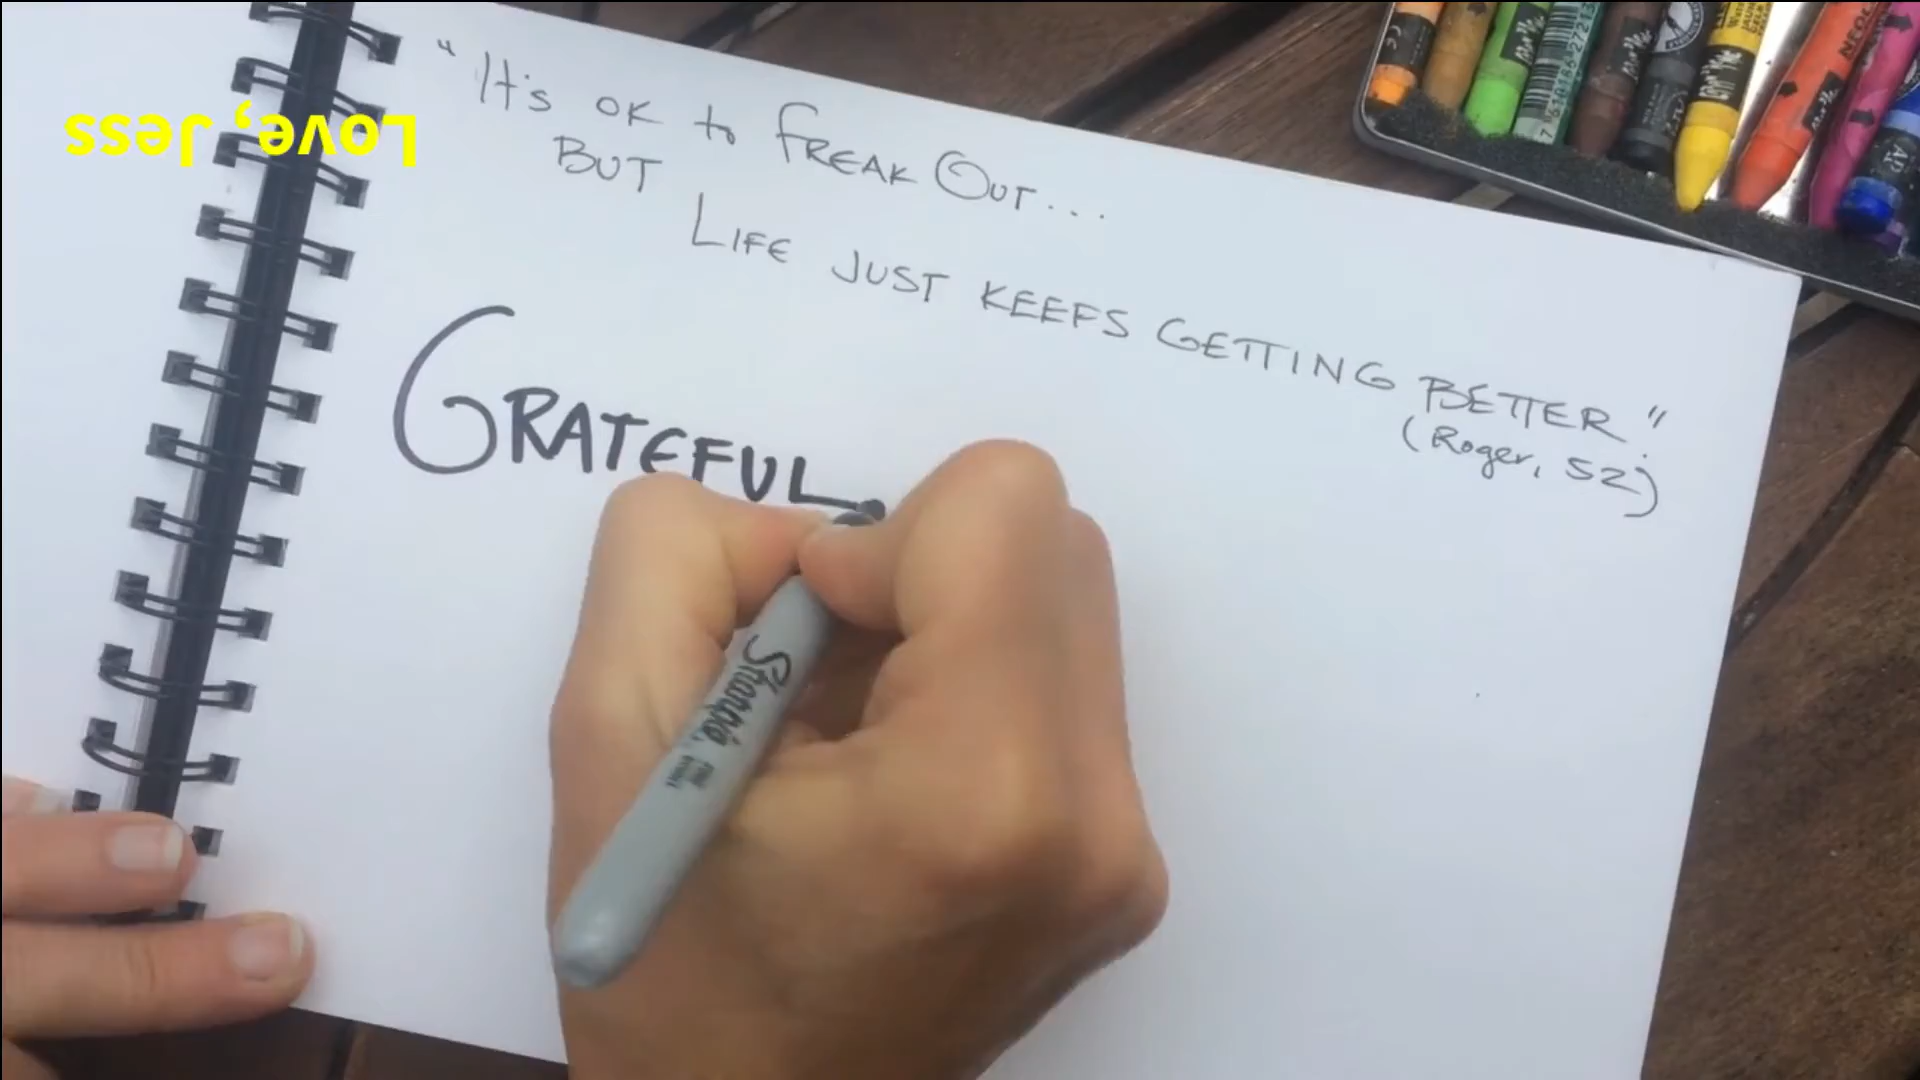 "It's OK to FREAK OUT...
BUT
LIFE JUST KEEPS GETTING BETTER."
(Roger, 52)
GRATEFUL.
Love, Jess
Sharpie